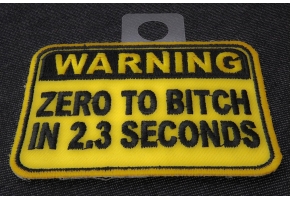 WARNING
ZERO TO BITCH
IN 2.3 SECONDS